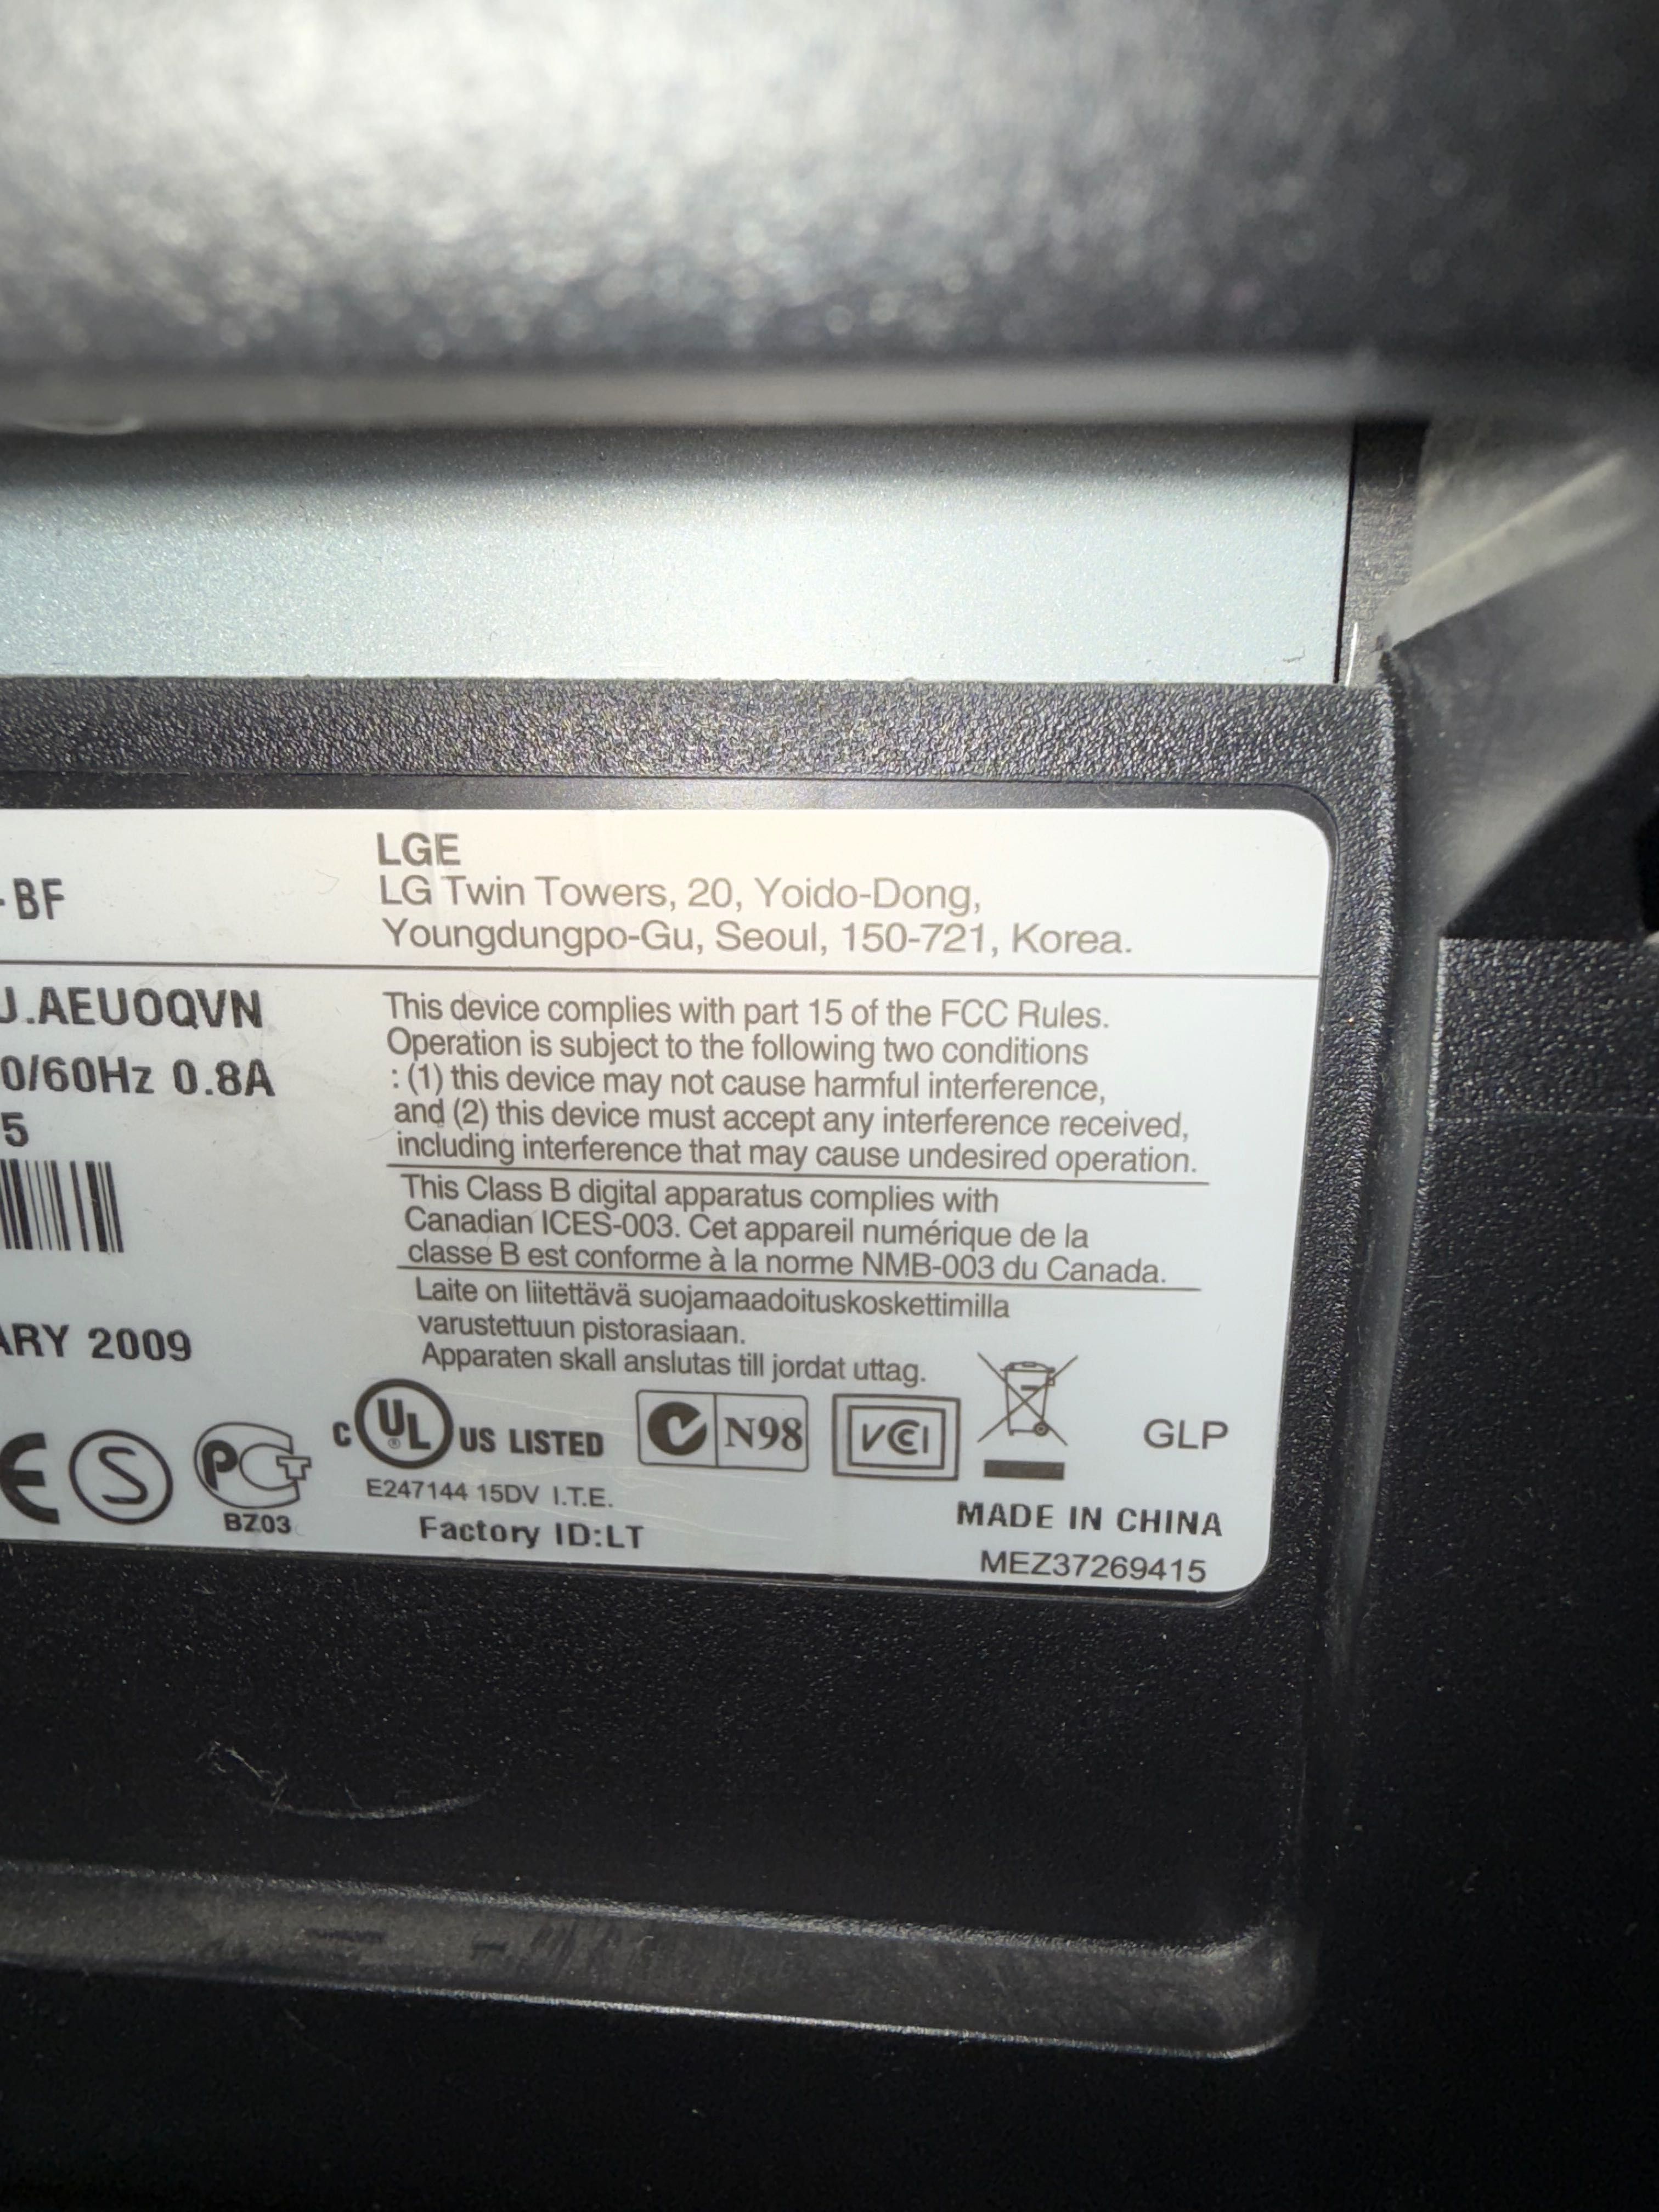 LGE
LG Twin Towers, 20, Yoido-Dong,
Youngdungpo-Gu, Seoul, 150-721, Korea.
-BF
J.AEUOQVN
0/60Hz 0.8A
5
ARY 2009
This device complies with part 15 of the FCC Rules.
Operation is subject to the following two conditions
: (1) this device may not cause harmful interference,
and (2) this device must accept any interference received,
including interference that may cause undesired operation.
This Class B digital apparatus complies with
Canadian ICES-003. Cet appareil numérique de la
classe B est conforme à la norme NMB-003 du Canada.
Laite on liitettävä suojamaadoituskoskettimilla
varustettuun pistorasiaan.
Apparaten skall anslutas till jordat uttag.
CE S PCT BZ03
C UL ® US LISTED
E247144 15DV I.T.E.
Factory ID:LT
N98
VCCI
GLP
MADE IN CHINA
MEZ37269415